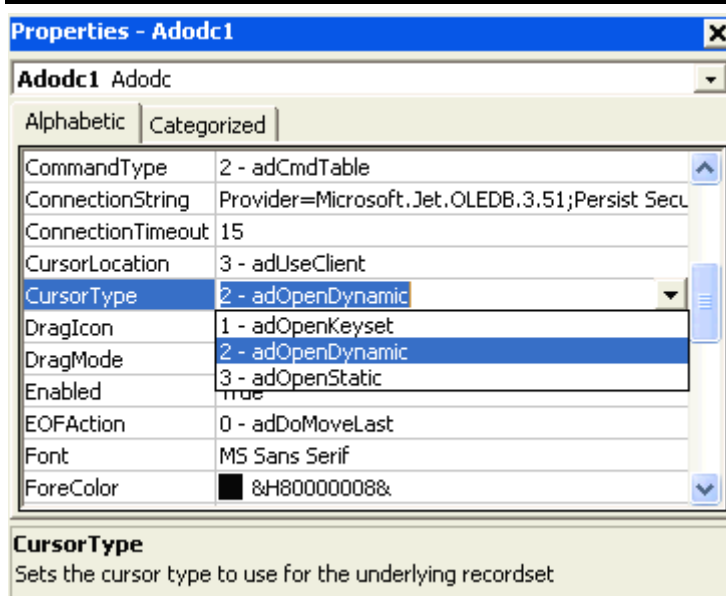 Properties - Adodc1
Adodc1 Adodc
Alphabetic Categorized
CommandType 2 - adCmdTable
ConnectionString Provider=Microsoft.Jet.OLEDB.3.51;Persist Secu
ConnectionTimeout 15
CursorLocation 3 - adUseClient
CursorType 2 - adOpenDynamic
DragIcon 1 - adOpenKeyset
DragMode 2 - adOpenDynamic
Enabled 3 - adOpenStatic
EOFAction 0 - adDoMoveLast
Font MS Sans Serif
ForeColor &H80000008&
CursorType
Sets the cursor type to use for the underlying recordset